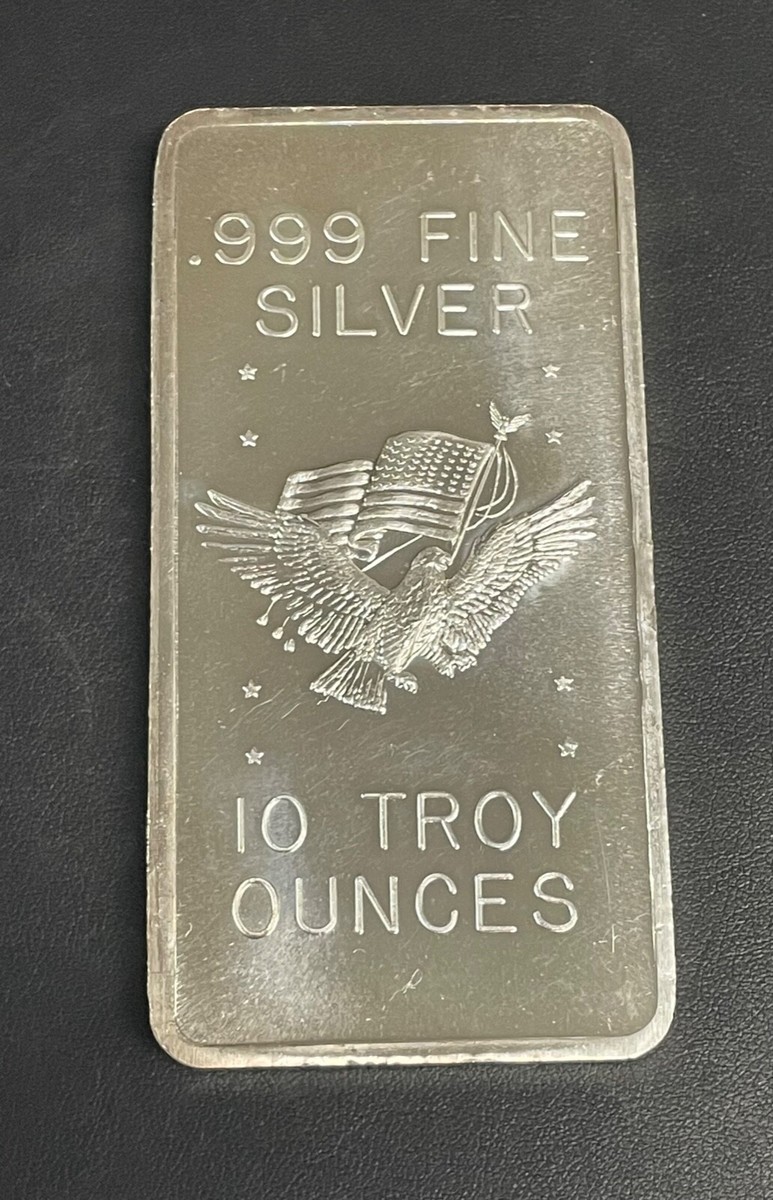 .999 FINE
SILVER
10 TROY
OUNCES